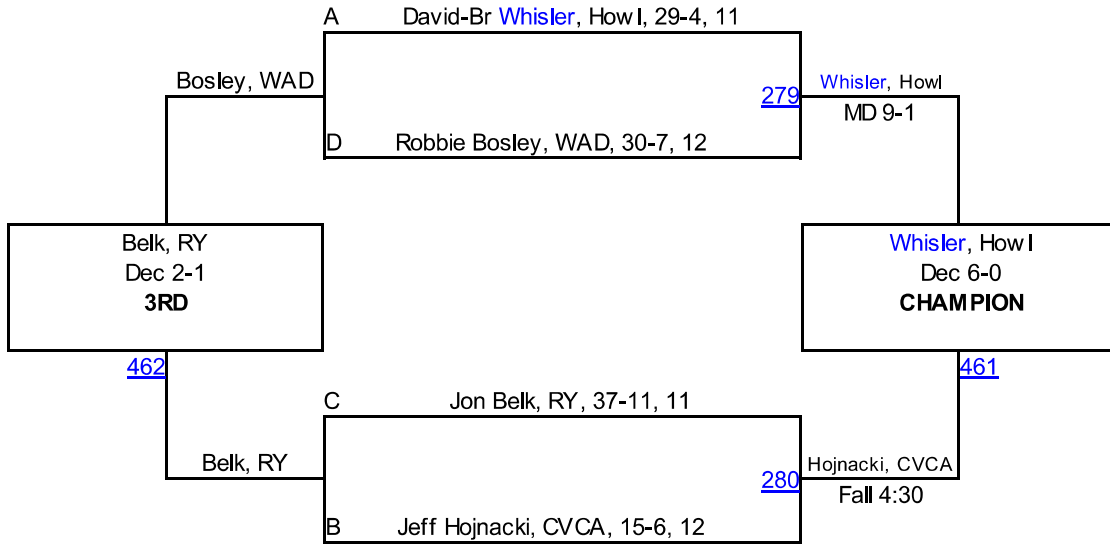 A David-Br Whisler, Howl, 29-4, 11
Bosley, WAD
279
Whisler, Howl
MD 9-1
D Robbie Bosley, WAD, 30-7, 12
Belk, RY
Dec 2-1
3RD
462
Whisler, Howl
Dec 6-0
CHAMPION
461
C Jon Belk, RY, 37-11, 11
Belk, RY
280
Hojnacki, CVCA
Fall 4:30
B Jeff Hojnacki, CVCA, 15-6, 12